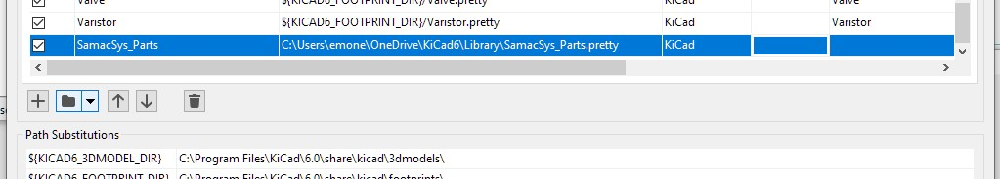 Valve ${KICAD6_FOOTPRINT_DIR}/Valve.pretty KiCad Valve
Varistor ${KICAD6_FOOTPRINT_DIR}/Varistor.pretty KiCad Varistor
SamacSys_Parts C:\Users\emone\OneDrive\KiCad6\Library\SamacSys_Parts.pretty KiCad
Path Substitutions
${KICAD6_3DMODEL_DIR} C:\Program Files\KiCad\6.0\share\kicad\3dmodels\
${KICAD6_FOOTPRINT_DIR} C:\Program Files\KiCad\6.0\share\kicad\footprints\